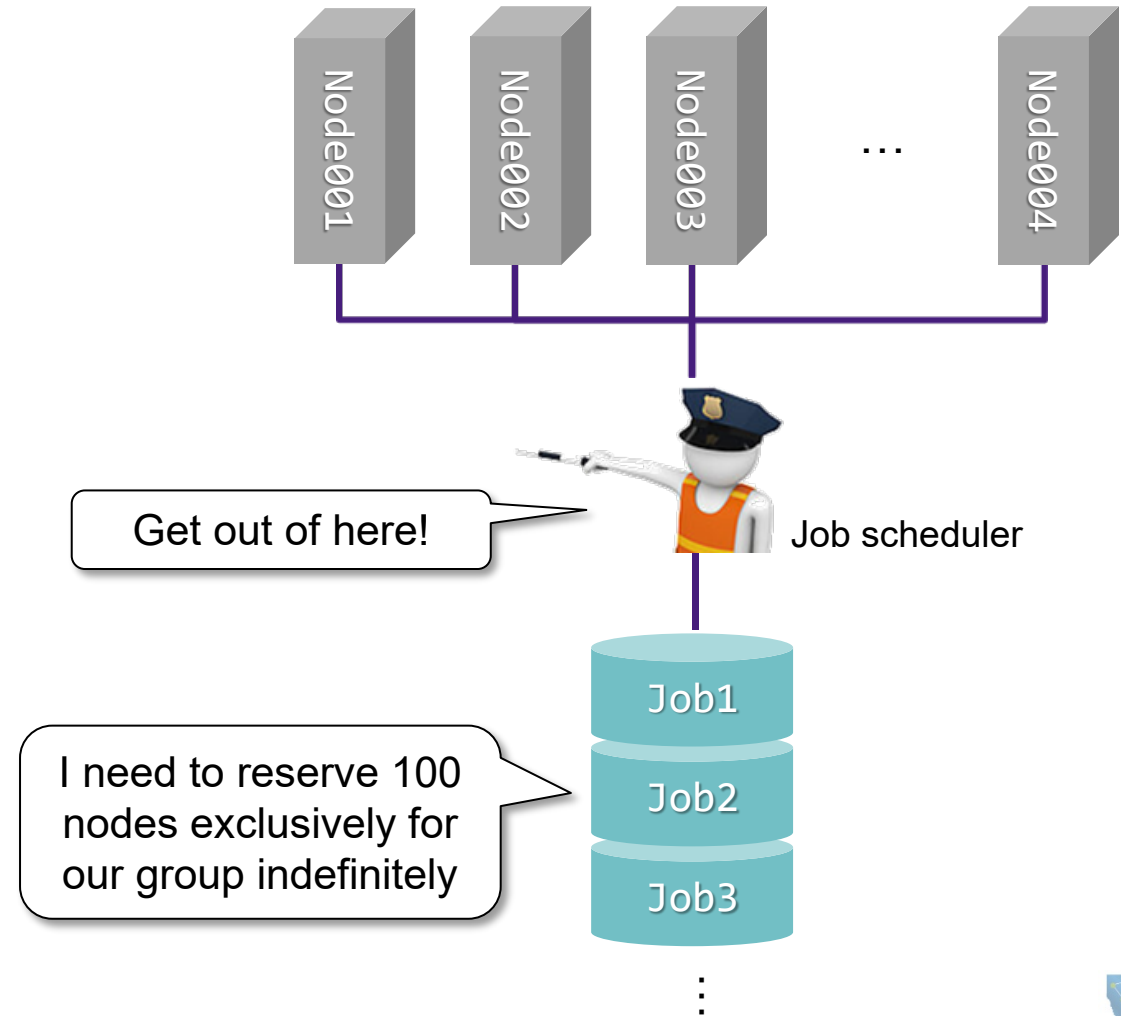 Node001
Node002
Node003
...
Node004
Get out of here!
Job scheduler
Job1
I need to reserve 100
nodes exclusively for
our group indefinitely
Job2
Job3
⋮